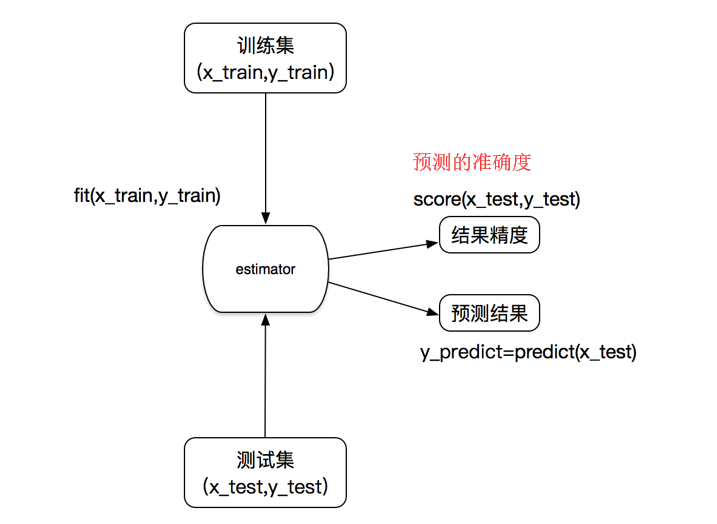 训练集
(x_train,y_train)
预测的准确度
fit(x_train,y_train)
score(x_test,y_test)
结果精度
estimator
预测结果
y_predict=predict(x_test)
测试集
(x_test,y_test)